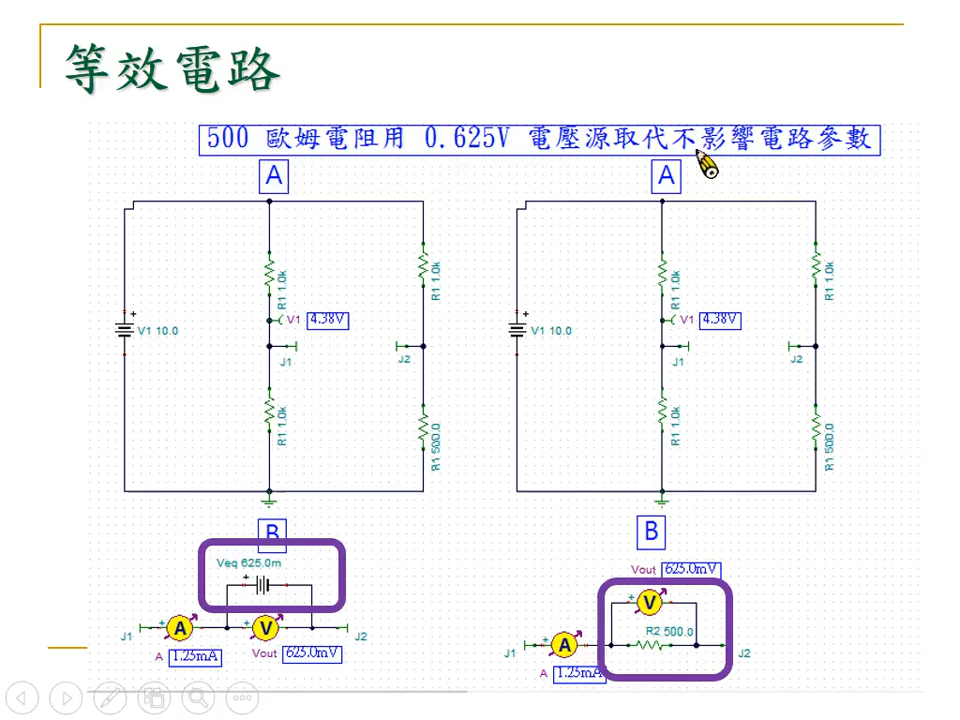 等效電路
500 歐姆電阻用 0.625V 電壓源取代不影響電路參數
A
A
R1 1.0k
R1 1.0k
R1 1.0k
R1 1.0k
+
V1 10.0
V1 4.38V
+
V1 10.0
V1 4.38V
J1
J2
J1
J2
R1 1.0k
R1 500.0
R1 1.0k
R1 500.0
B
B
Veq 625.0m
+
Vout 625.0mV
+ V
R2 500.0
J1
+ A
+ V
J2
J1
+ A
J2
A 1.25mA
Vout 625.0mV
A 1.25mA